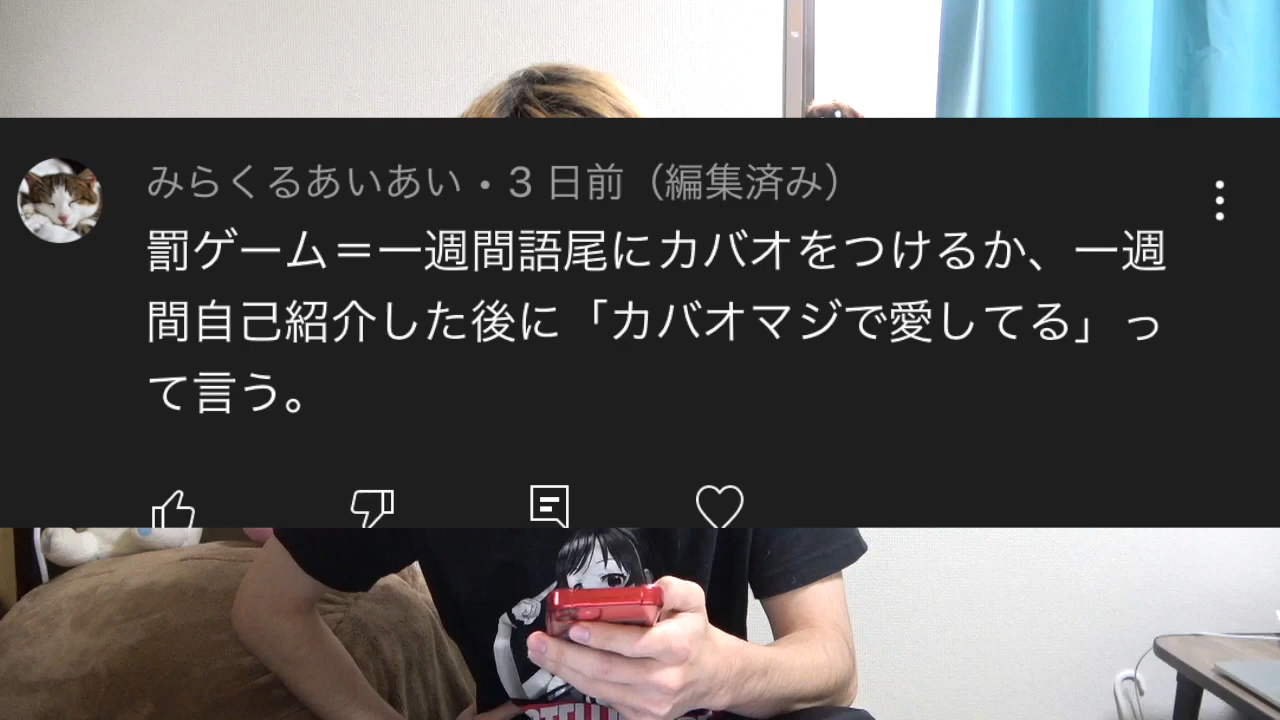 みらくるあいあい・3 日前（編集済み）
罰ゲーム＝一週間語尾にカバオをつけるか、一週
間自己紹介した後に「カバオマジで愛してる」っ
て言う。